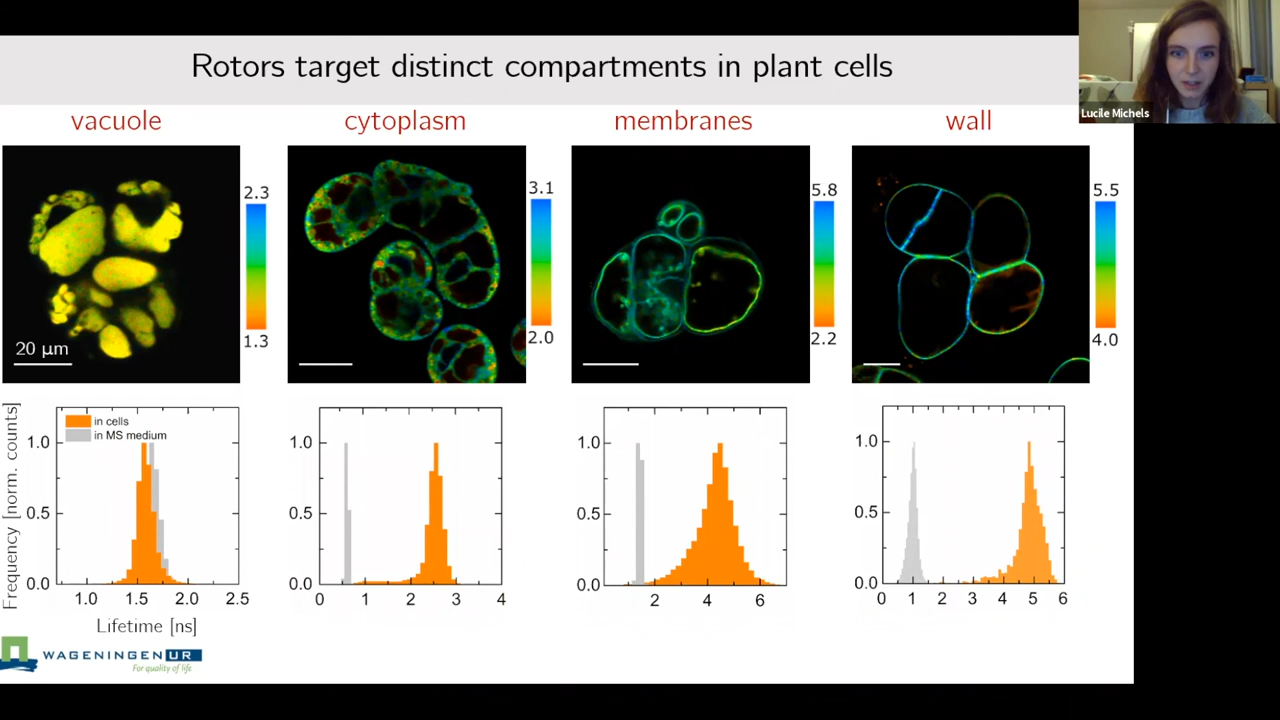 Rotors target distinct compartments in plant cells
Lucile Michels
vacuole
cytoplasm
membranes
wall
20 μm
2.3
1.3
3.1
2.0
5.8
2.2
5.5
4.0
Frequency [norm. counts]
in cells
in MS medium
1.0
0.5
0.0
1.0 1.5 2.0 2.5
Lifetime [ns]
1.0
0.5
0.0
0 1 2 3 4
1.0
0.5
0.0
2 4 6
1.0
0.5
0.0
0 1 2 3 4 5 6
WAGENINGEN UR
For quality of life